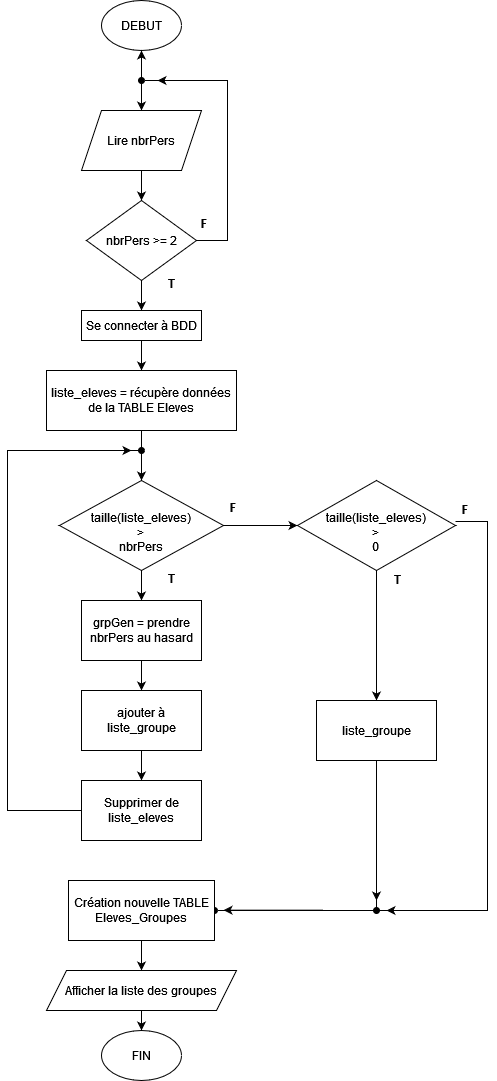 DEBUT
Lire nbrPers
F
nbrPers >= 2
T
Se connecter à BDD
liste_eleves = récupère données
de la TABLE Eleves
taille(liste_eleves)
>
nbrPers
F
taille(liste_eleves)
>
0
F
T
T
grpGen = prendre
nbrPers au hasard
ajouter à
liste_groupe
liste_groupe
Supprimer de
liste_eleves
Création nouvelle TABLE
Eleves_Groupes
Afficher la liste des groupes
FIN